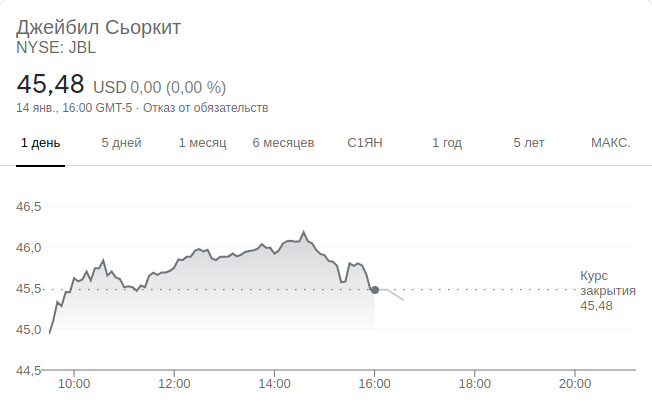 Джейбил Сьоркит
NYSE: JBL
45,48 USD 0,00 (0,00 %)
14 янв., 16:00 GMT-5 · Отказ от обязательств
1 день 5 дней 1 месяц 6 месяцев С1ЯН 1 год 5 лет МАКС.
46,5
46,0
45,5
45,0
44,5
Курс
закрытия
45,48
10:00 12:00 14:00 16:00 18:00 20:00